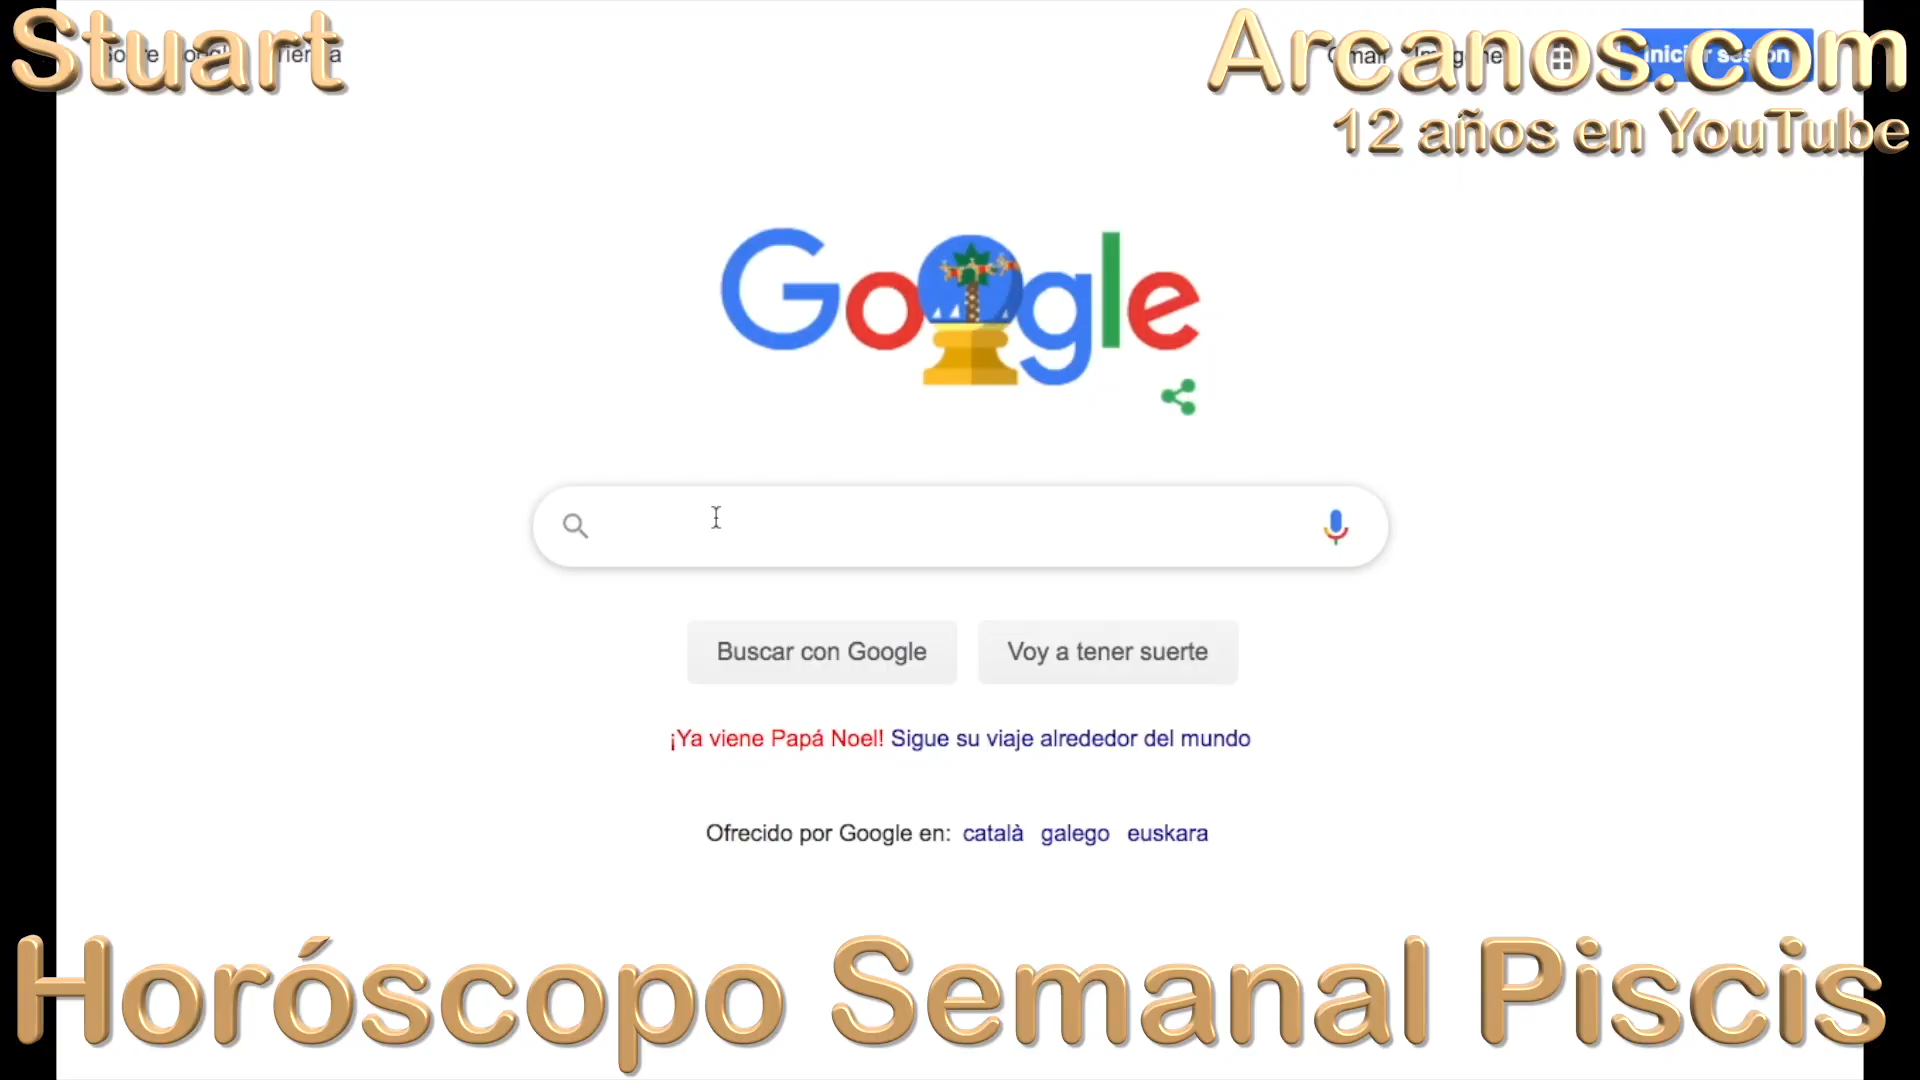 Stuart
Arcanos.com
12 años en YouTube
Google
Buscar con Google
Voy a tener suerte
¡Ya viene Papá Noel! Sigue su viaje alrededor del mundo
Ofrecido por Google en: català galego euskara
Horóscopo Semanal Piscis